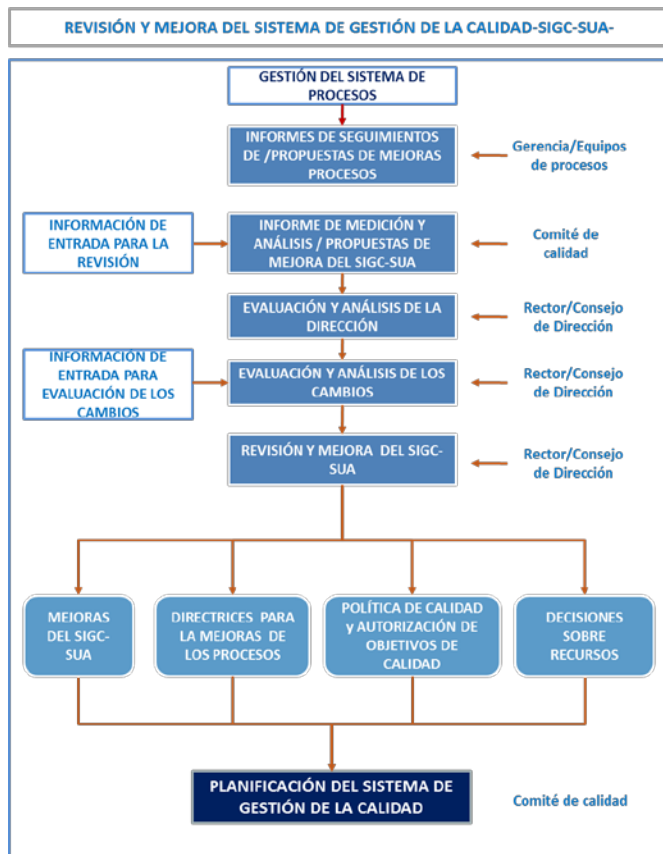 REVISIÓN Y MEJORA DEL SISTEMA DE GESTIÓN DE LA CALIDAD-SIGC-SUA-
GESTIÓN DEL SISTEMA DE
PROCESOS
INFORMES DE SEGUIMIENTOS
DE /PROPUESTAS DE MEJORAS
PROCESOS
Gerencia/Equipos
de procesos
INFORMACIÓN DE
ENTRADA PARA LA
REVISIÓN
INFORME DE MEDICIÓN Y
ANÁLISIS / PROPUESTAS DE
MEJORA DEL SIGC-SUA
Comité de
calidad
EVALUACIÓN Y ANÁLISIS DE LA
DIRECCIÓN
Rector/Consejo
de Dirección
INFORMACIÓN DE
ENTRADA PARA
EVALUACIÓN DE LOS
CAMBIOS
EVALUACIÓN Y ANÁLISIS DE LOS
CAMBIOS
Rector/Consejo
de Dirección
REVISIÓN Y MEJORA DEL SIGC-
SUA
Rector/Consejo
de Dirección
MEJORAS
DEL SIGC-
SUA
DIRECTRICES PARA
LA MEJORAS DE
LOS PROCESOS
POLÍTICA DE CALIDAD
y AUTORIZACIÓN DE
OBJETIVOS DE
CALIDAD
DECISIONES
SOBRE
RECURSOS
PLANIFICACIÓN DEL SISTEMA DE
GESTIÓN DE LA CALIDAD
Comité de calidad